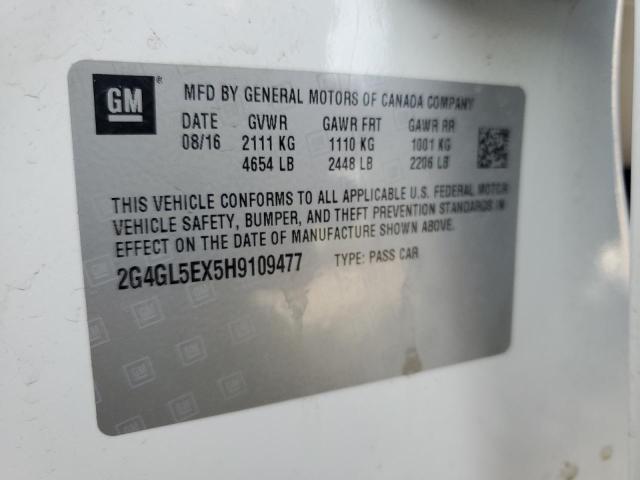 GM
MFD BY GENERAL MOTORS OF CANADA COMPANY
DATE GVWR GAWR FRT GAWR RR
08/16 2111 KG 1110 KG 1001 KG
4654 LB 2448 LB 2206 LB
THIS VEHICLE CONFORMS TO ALL APPLICABLE U.S. FEDERAL MOTOR
VEHICLE SAFETY, BUMPER, AND THEFT PREVENTION STANDARDS IN
EFFECT ON THE DATE OF MANUFACTURE SHOWN ABOVE.
2G4GL5EX5H9109477 TYPE: PASS CAR